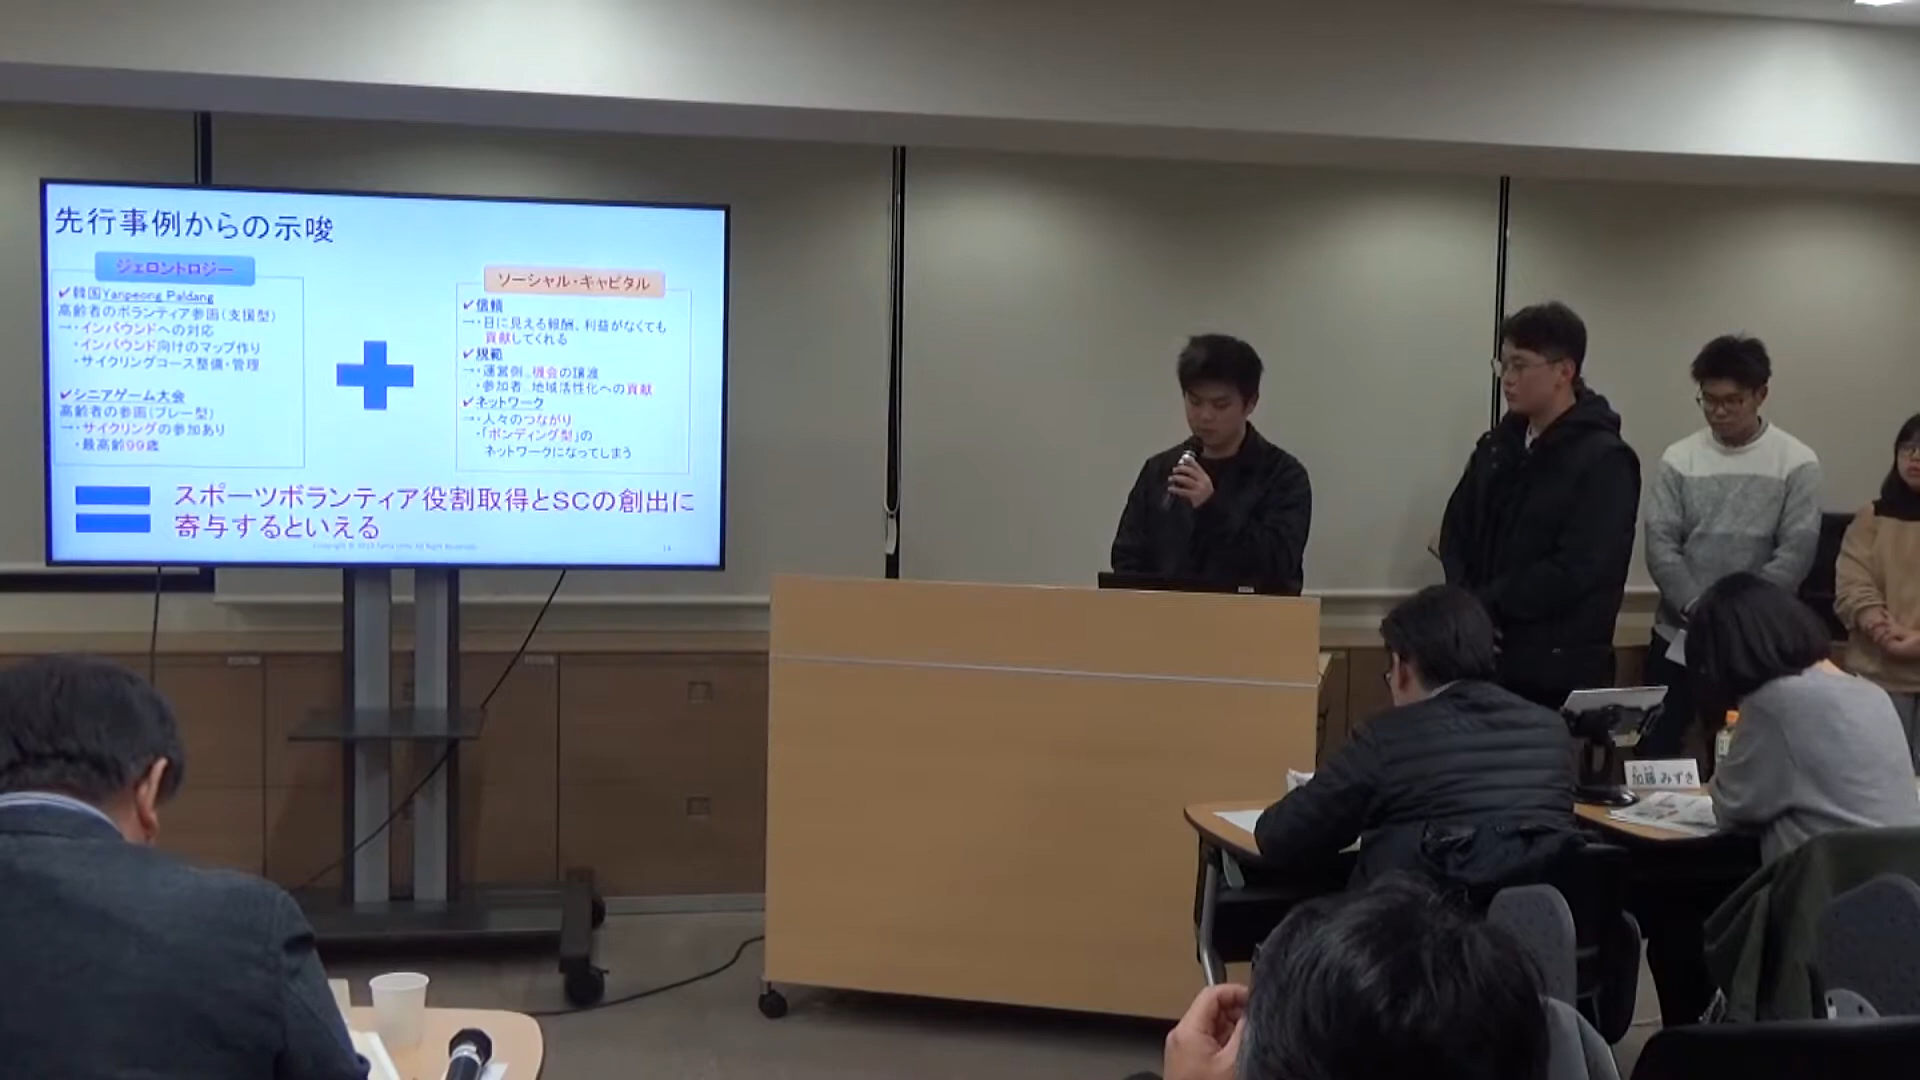 先行事例からの示唆
ジェロントロジー
✓韓国Yanpeong Paldang
高齢者のボランティア参画(支援型)
→・インバウンドへの対応
・インバウンド向けのマップ作り
・サイクリングコース整備・管理
✓シニアゲーム大会
高齢者の参画(プレー型)
→・サイクリングの参加あり
・最高齢99歳
ソーシャル・キャピタル
✓信頼
→・目に見える報酬、利益がなくても
貢献してくれる
✓規範
→・運営側…機会の譲渡
・参加者…地域活性化への貢献
✓ネットワーク
→・人々のつながり
・「ボンディング型」の
ネットワークになってしまう
スポーツボランティア役割取得とSCの創出に
寄与するといえる
14
加藤 みずき